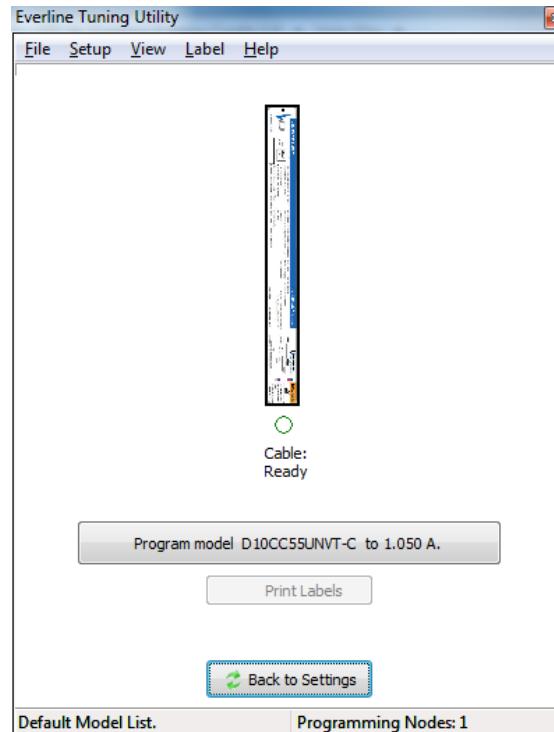 Everline Tuning Utility
File Setup View Label Help
Cable:
Ready
Program model D10CC55UNVT-C to 1.050 A.
Print Labels
Back to Settings
Default Model List. Programming Nodes: 1